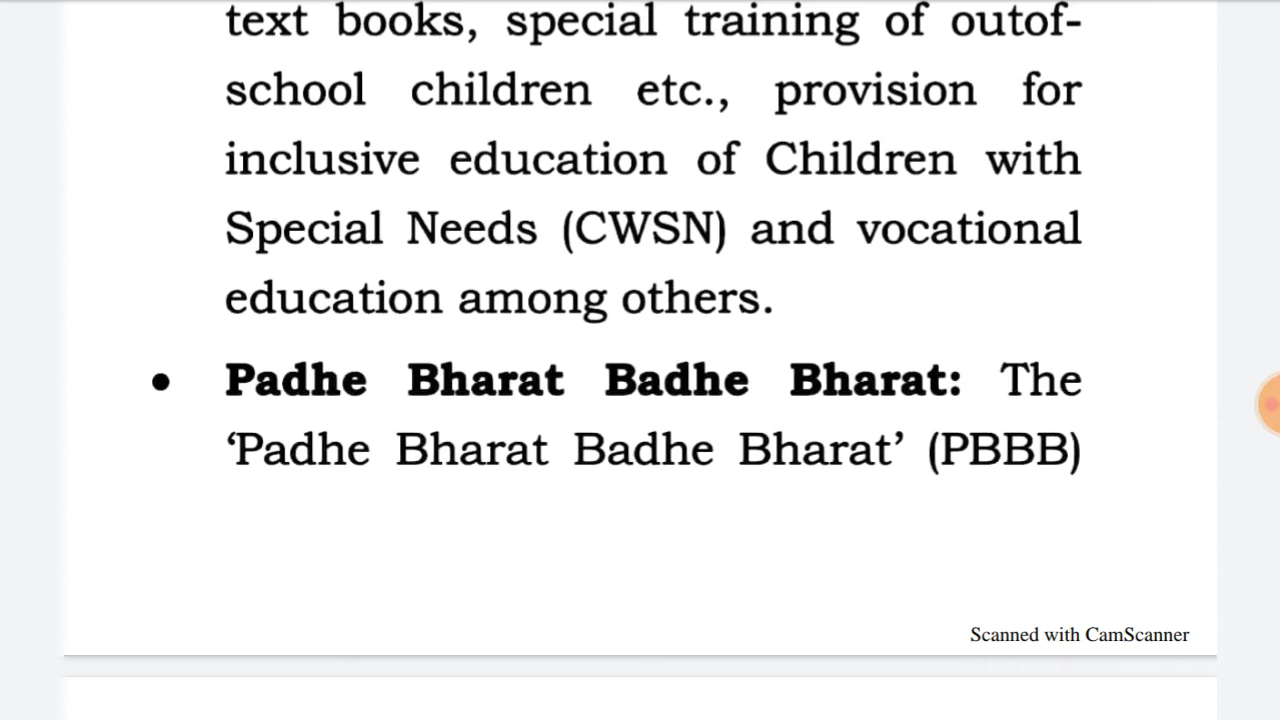 text books, special training of outof-
school children etc., provision for
inclusive education of Children with
Special Needs (CWSN) and vocational
education among others.
• Padhe Bharat Badhe Bharat: The
‘Padhe Bharat Badhe Bharat’ (PBBB)
Scanned with CamScanner